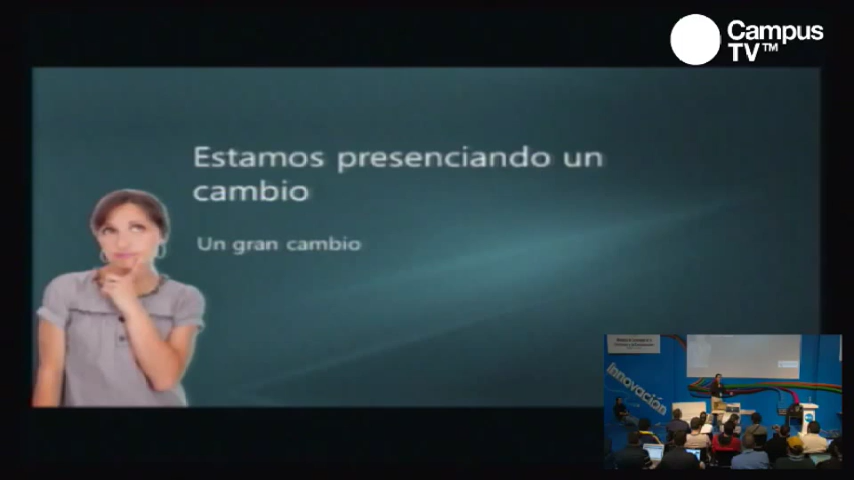 Campus
TV™
Estamos presenciando un
cambio
Un gran cambio
innovación